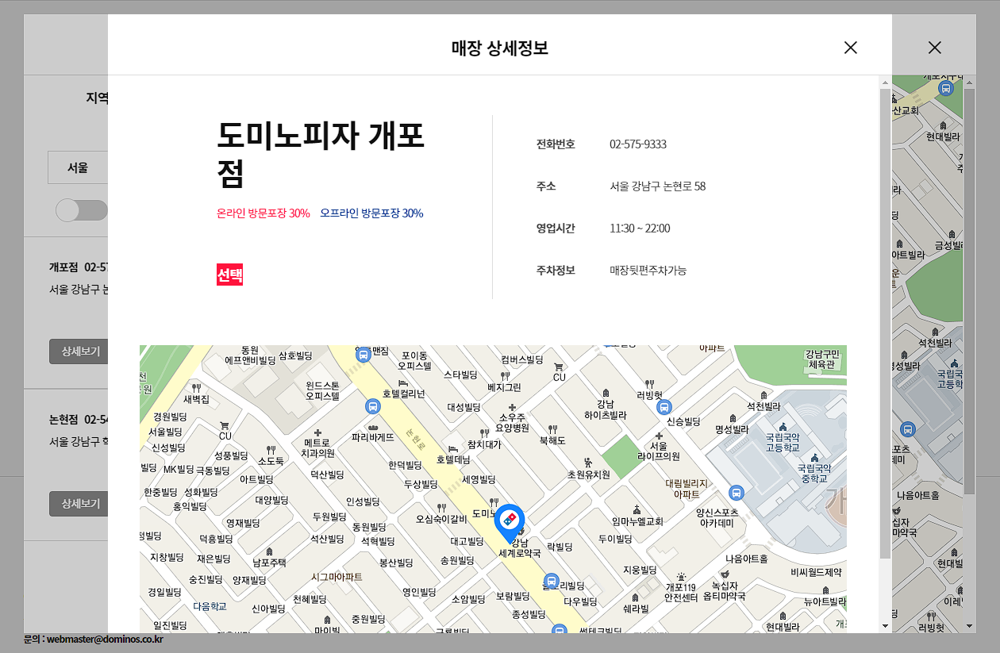 매장 상세정보
지역
서울
개포점 02-57
서울 강남구 논
상세보기
논현점 02-54
서울 강남구 학
상세보기
도미노피자 개포
점
온라인 방문포장 30% 오프라인 방문포장 30%
선택
전화번호 02-575-9333
주소 서울 강남구 논현로 58
영업시간 11:30 ~ 22:00
주차정보 매장뒷편주차가능
동원
에프앤비빌딩
삼호빌딩
포이동
오피스텔
컴버스빌딩
아파트
강남구민
체육관
스타빌딩
CU
윈드스톤
오피스텔
호텔컬리넌
베지그린
러빙헛
새벽집
대성빌딩
강남
하이츠빌라
석천빌라
경원빌딩
소우주
요양병원
신승빌딩
서울빌딩
CU
파리바게뜨
논현로
북해도
명성빌라
메트로
치과의원
참치대가
국립국악
고등학교
신성빌딩
성풍빌딩
소도둑
호텔데님
서울
라이프의원
빌딩
MK빌딩
극동빌딩
한덕빌딩
초원유치원
국립국악
중학교
아트빌딩
덕산빌딩
두상빌딩
세영빌딩
대림빌리지
아파트
한중빌딩
성화빌딩
홍익빌딩
대양빌딩
인성빌딩
도미노
양신스포츠
아카데미
영재빌딩
두원빌딩
동원빌딩
오심숙이갈비
임마누엘교회
덕흥빌딩
석산빌딩
석혁빌딩
대고빌딩
강남
세계로약국
락빌딩
두이빌딩
지창빌딩
재은빌딩
남포주택
봉산빌딩
송원빌딩
나음아트홀
지웅빌딩
비씨월드제약
숭진빌딩
양재빌딩
시그마아파트
개포119
안전센터
녹십자
옵티마약국
경일빌딩
천혜빌딩
영인빌딩
소암빌딩
보람빌딩
다우빌딩
뉴아트빌라
다음학교
신아빌딩
중원빌딩
종성빌딩
쉐라빌
현대빌라
일진빌딩
마이빌
썬테크빌딩
산교회
현대빌라
금성빌라
아트빌라
석천빌라
명성빌라
국립국악
고등학
나음아트홀
십자
마약국
현대빌
러빙헛
문의 : webmaster@dominos.co.kr